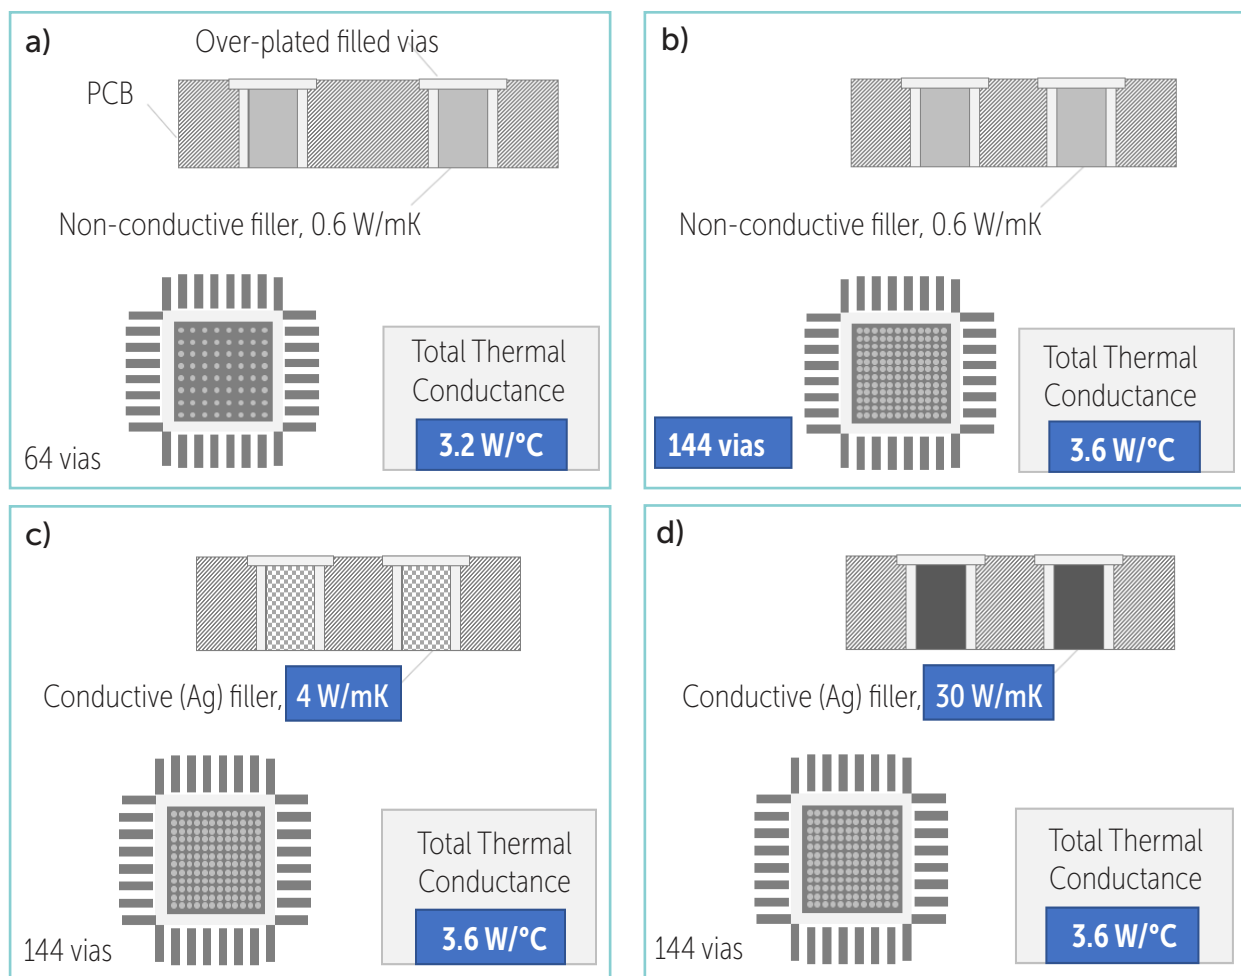 a)
Over-plated filled vias
PCB
Non-conductive filler, 0.6 W/mK
Total Thermal
Conductance
3.2 W/°C
64 vias
b)
Non-conductive filler, 0.6 W/mK
Total Thermal
Conductance
144 vias
3.6 W/°C
c)
Conductive (Ag) filler, 4 W/mK
Total Thermal
Conductance
3.6 W/°C
144 vias
d)
Conductive (Ag) filler, 30 W/mK
Total Thermal
Conductance
3.6 W/°C
144 vias